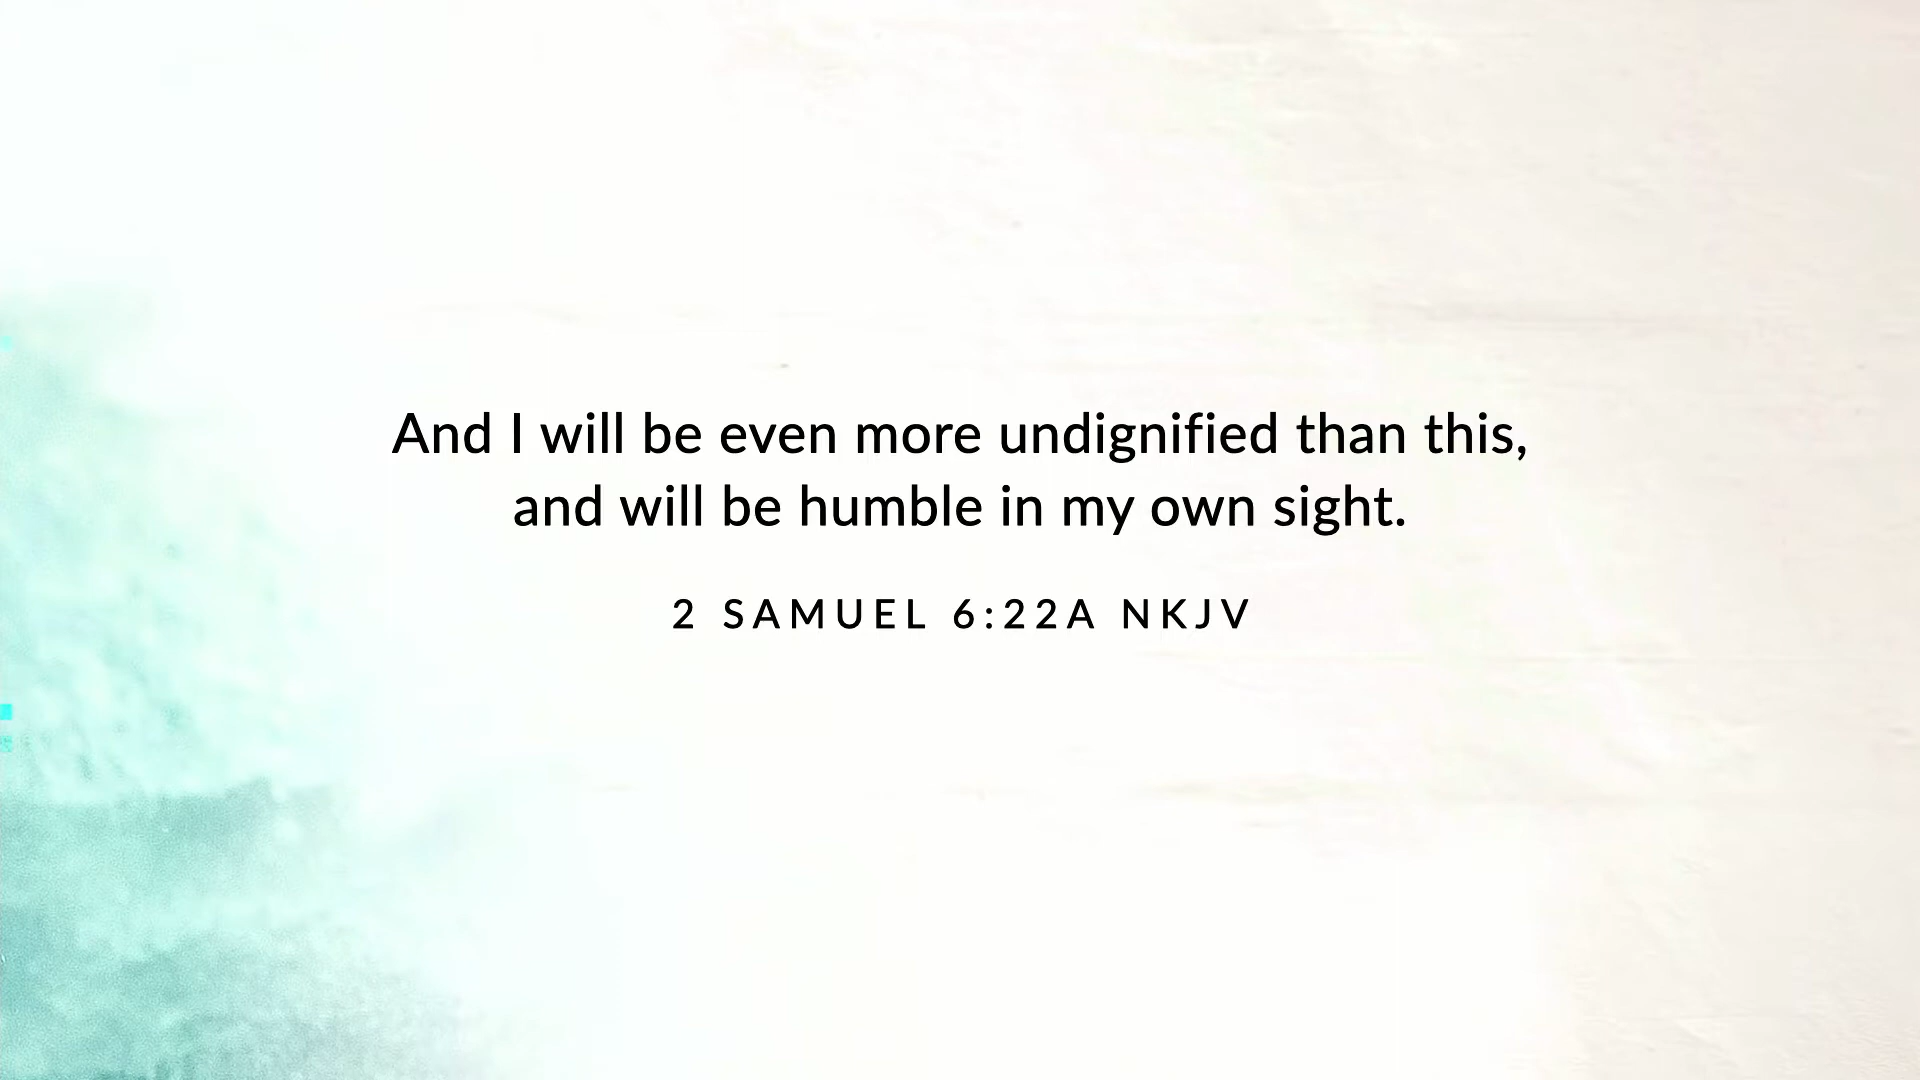 And I will be even more undignified than this,
and will be humble in my own sight.
2 SAMUEL 6:22A NKJV